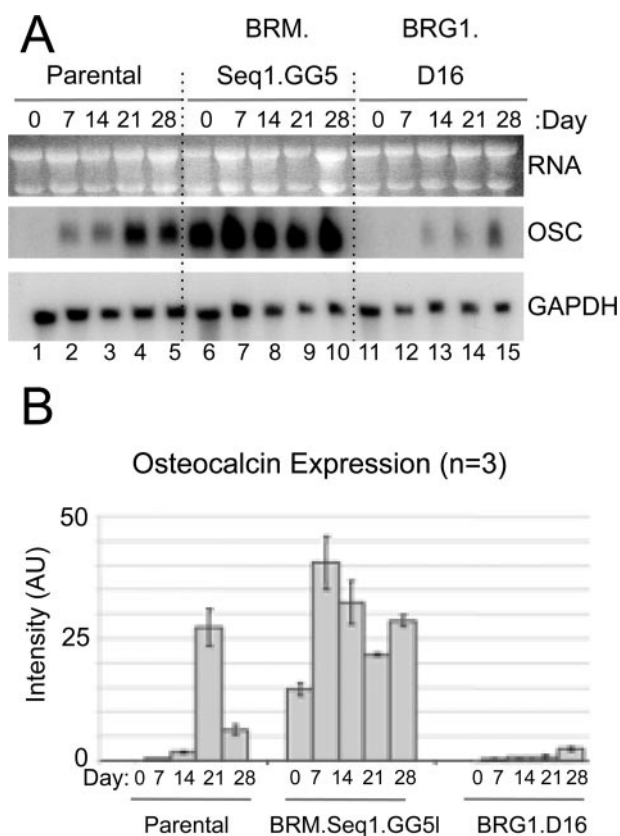 A
BRM. BRG1.
Parental Seq1.GG5 D16
0 7 14 21 28 0 7 14 21 28 0 7 14 21 28 :Day
RNA
OSC
GAPDH
1 2 3 4 5 6 7 8 9 10 11 12 13 14 15
B
Osteocalcin Expression (n=3)
50
Intensity (AU)
25
0
Day: 0 7 14 21 28 0 7 14 21 28 0 7 14 21 28
Parental BRM.Seq1.GG5l BRG1.D16